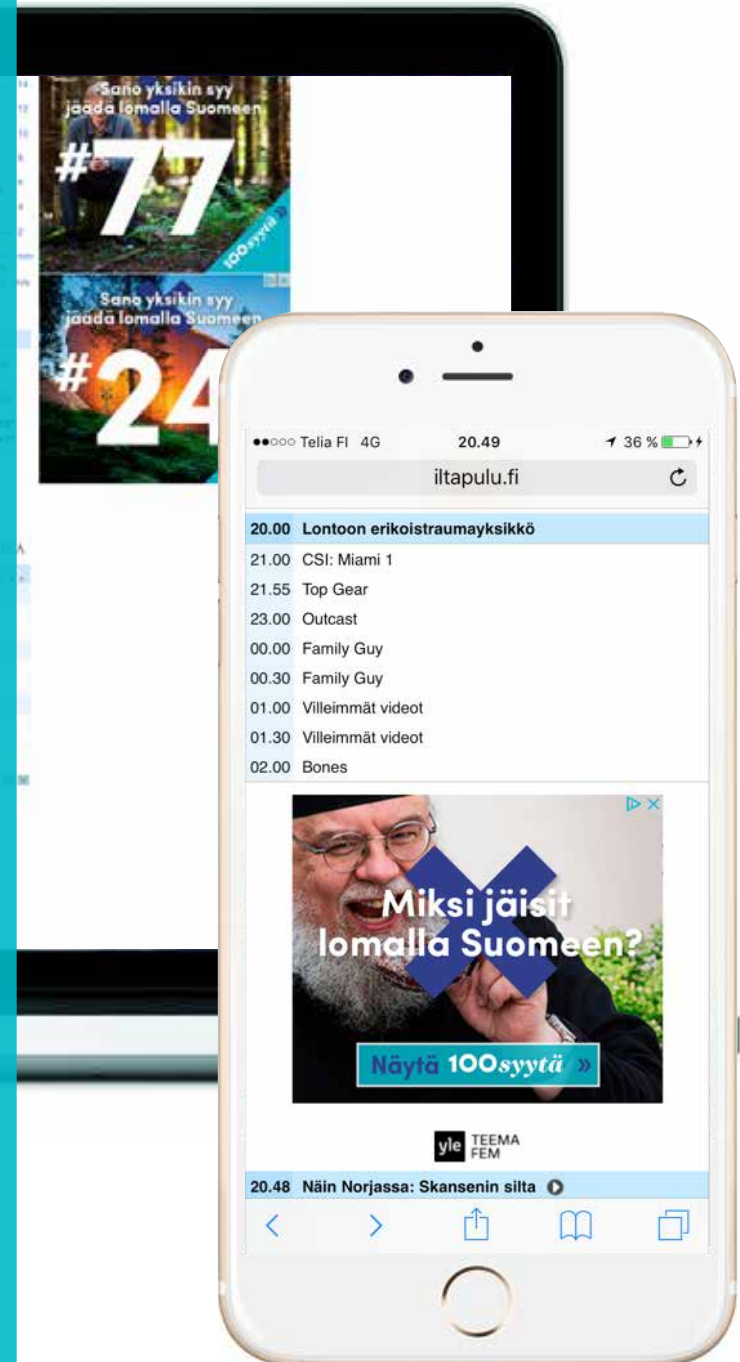 Sano yksikin syy
jäädä lomalla Suomeen.
#77
100syytä »
Sano yksikin syy
jäädä lomalla Suomeen
#24
Telia FI 4G 20.49 36 %
iltapulu.fi
20.00 Lontoon erikoistraumayksikkö
21.00 CSI: Miami 1
21.55 Top Gear
23.00 Outcast
00.00 Family Guy
00.30 Family Guy
01.00 Villeimmät videot
01.30 Villeimmät videot
02.00 Bones
Miksi jäisit
lomalla Suomeen?
Näytä 100syytä »
yle TEEMA
FEM
20.48 Näin Norjassa: Skansenin silta